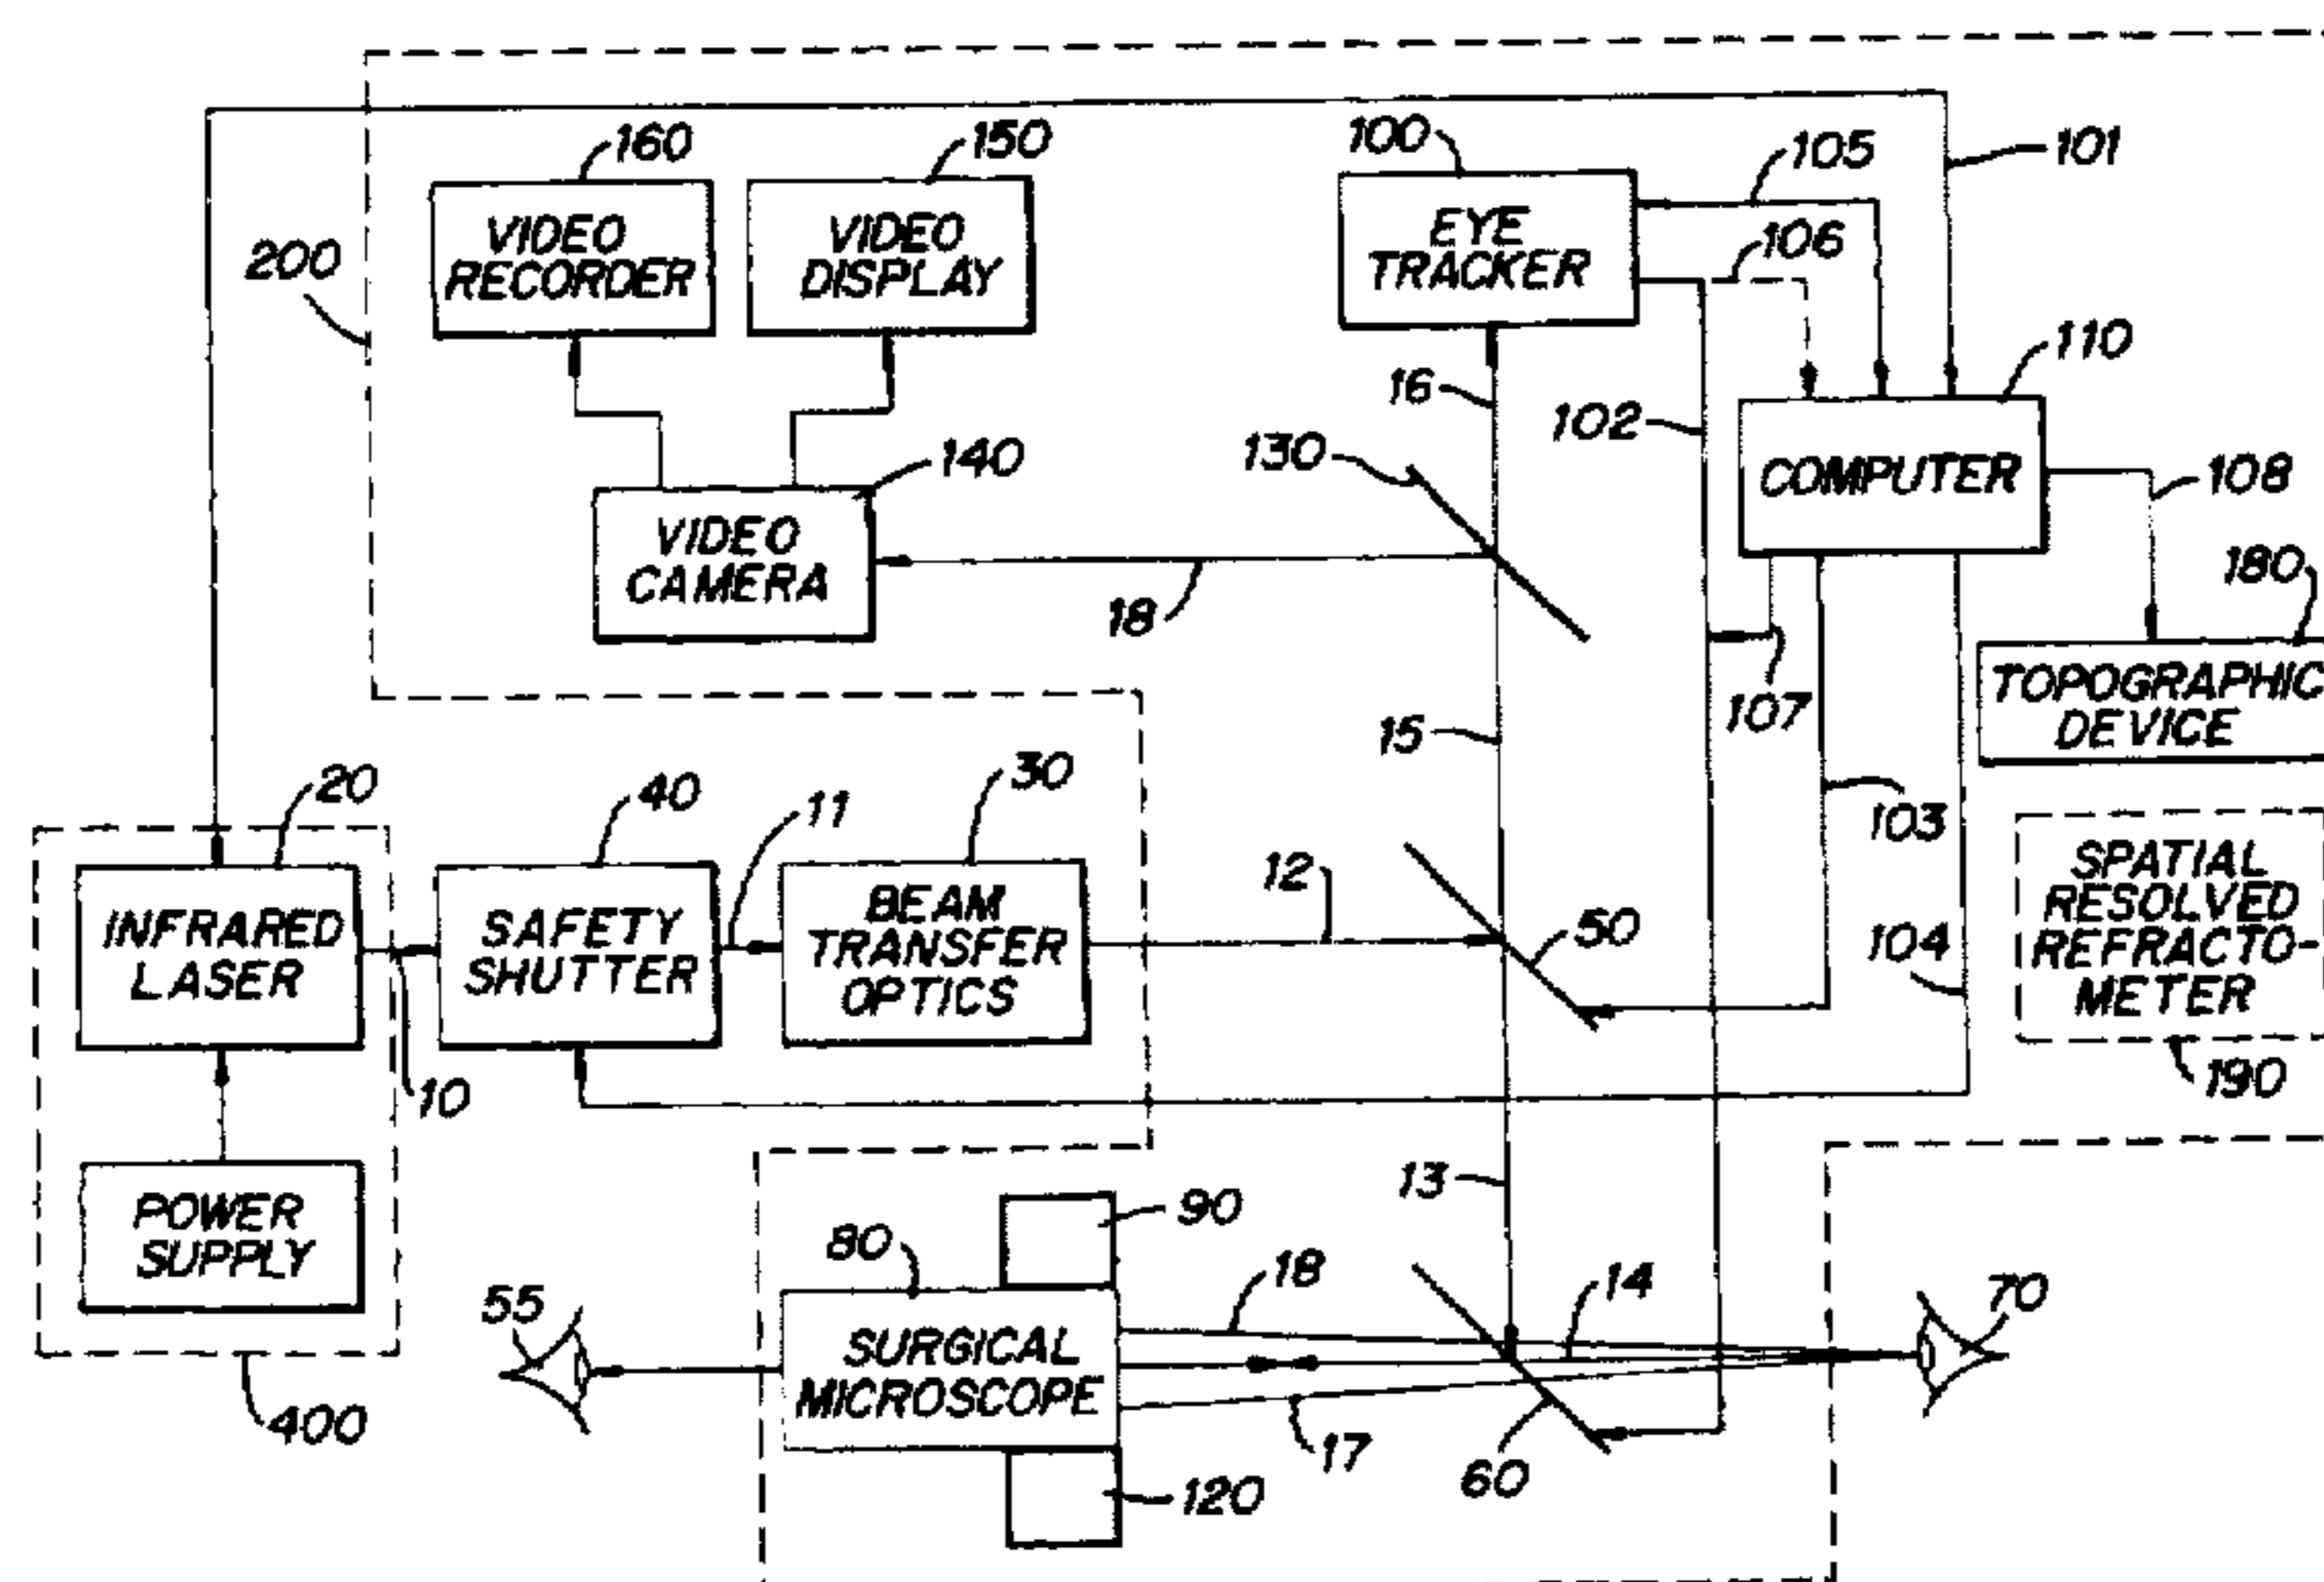 160
150
100
105
101
VIDEO
RECORDER
VIDEO
DISPLAY
EYE
TRACKER
106
200
110
16
102
130
140
COMPUTER
108
VIDEO
CAMERA
18
180
TOPOGRAPHIC
DEVICE
107
15
20
40
11
30
103
12
SPATIAL
RESOLVED
REFRACTO-
METER
INFRARED
LASER
SAFETY
SHUTTER
BEAM
TRANSFER
OPTICS
50
104
10
190
13
POWER
SUPPLY
90
80
18
14
70
55
SURGICAL
MICROSCOPE
400
17
60
120